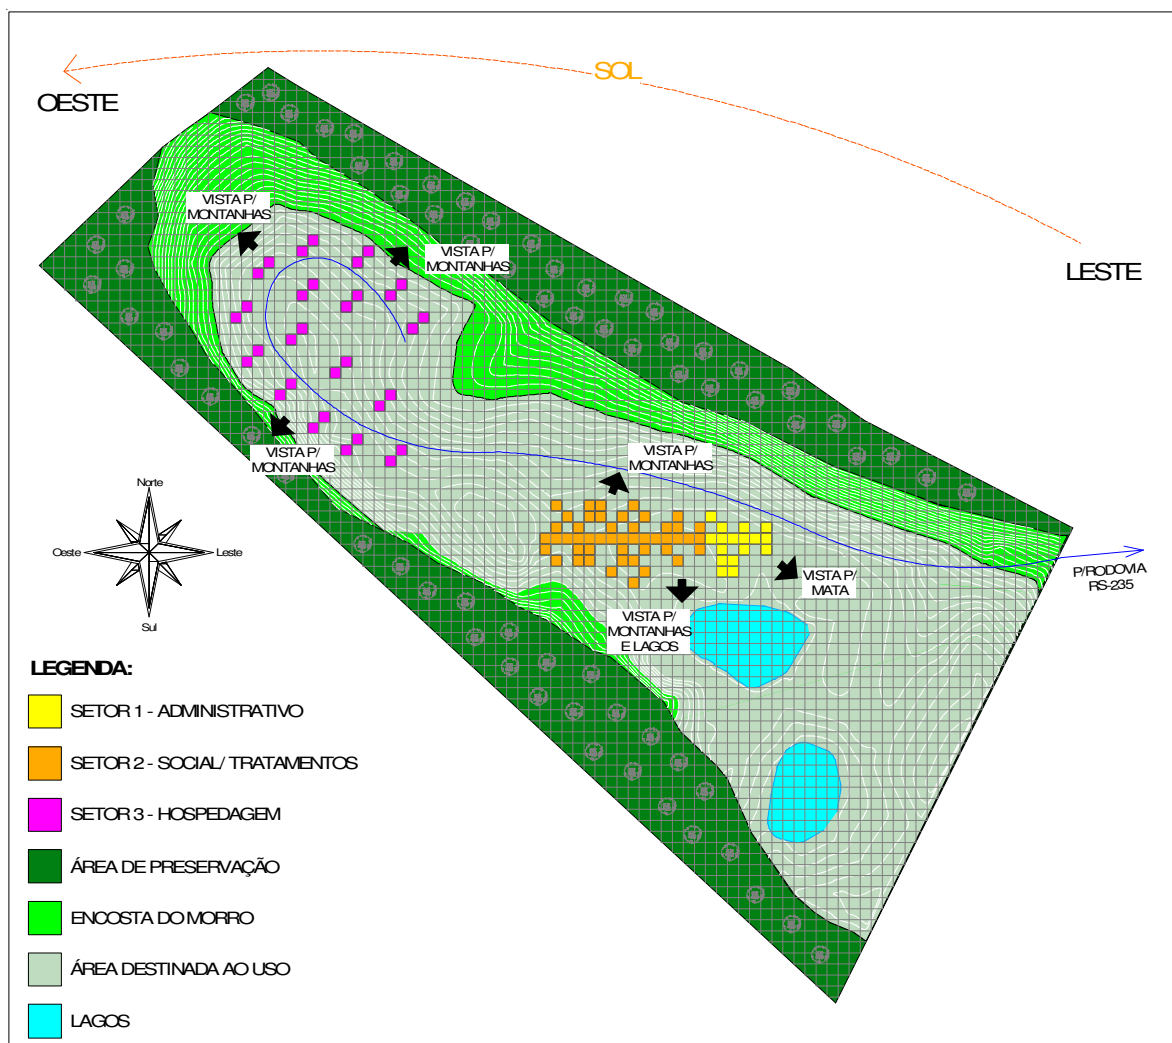 SOL
OESTE
LESTE
VISTA P/
MONTANHAS
VISTA P/
MONTANHAS
VISTA P/
MONTANHAS
VISTA P/
MONTANHAS
Norte
Oeste
Leste
Sul
P/RODOVIA
RS-235
VISTA P/
MATA
VISTA P/
MONTANHAS
E LAGOS
LEGENDA:
SETOR 1 - ADMINISTRATIVO
SETOR 2 - SOCIAL/ TRATAMENTOS
SETOR 3 - HOSPEDAGEM
ÁREA DE PRESERVAÇÃO
ENCOSTA DO MORRO
ÁREA DESTINADA AO USO
LAGOS